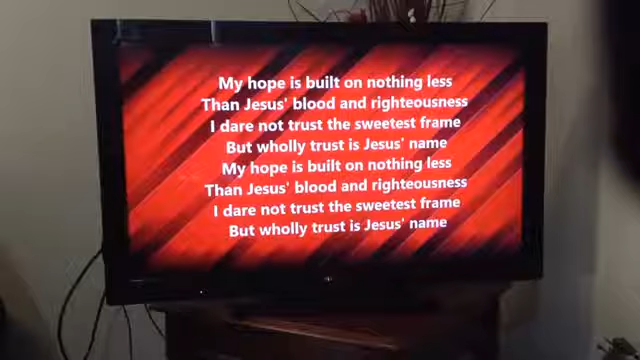 My hope is built on nothing less
Than Jesus' blood and righteousness
I dare not trust the sweetest frame
But wholly trust is Jesus' name
My hope is built on nothing less
Than Jesus' blood and righteousness
I dare not trust the sweetest frame
But wholly trust is Jesus' name